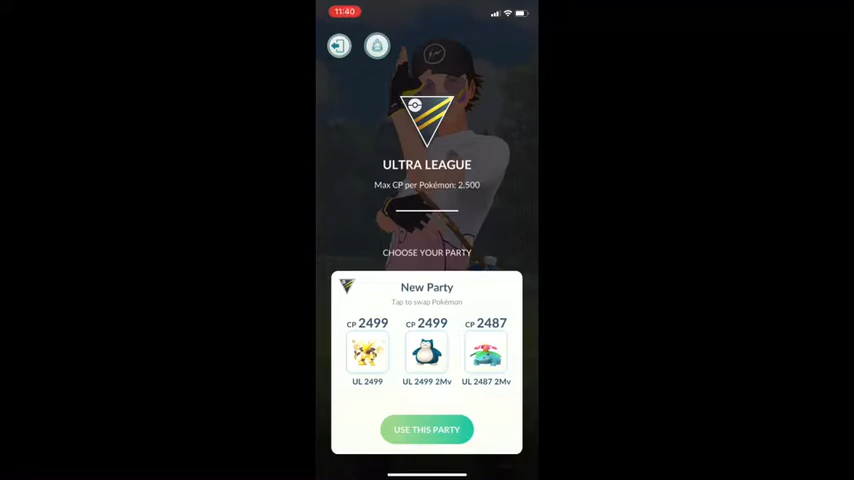 11:40
ULTRA LEAGUE
Max CP per Pokémon: 2,500
CHOOSE YOUR PARTY
New Party
Tap to swap Pokémon
CP 2499 CP 2499 CP 2487
UL 2499 UL 2499 2Mv UL 2487 2Mv
USE THIS PARTY